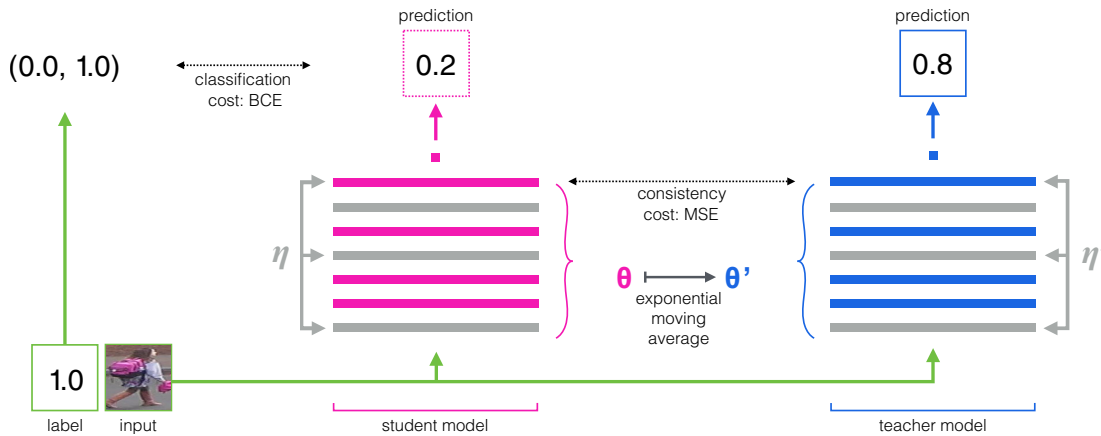 prediction
prediction
(0.0, 1.0)
0.2
0.8
classification
cost: BCE
consistency
cost: MSE
η
η
θ
θ’
exponential
moving
average
1.0
label
input
student model
teacher model